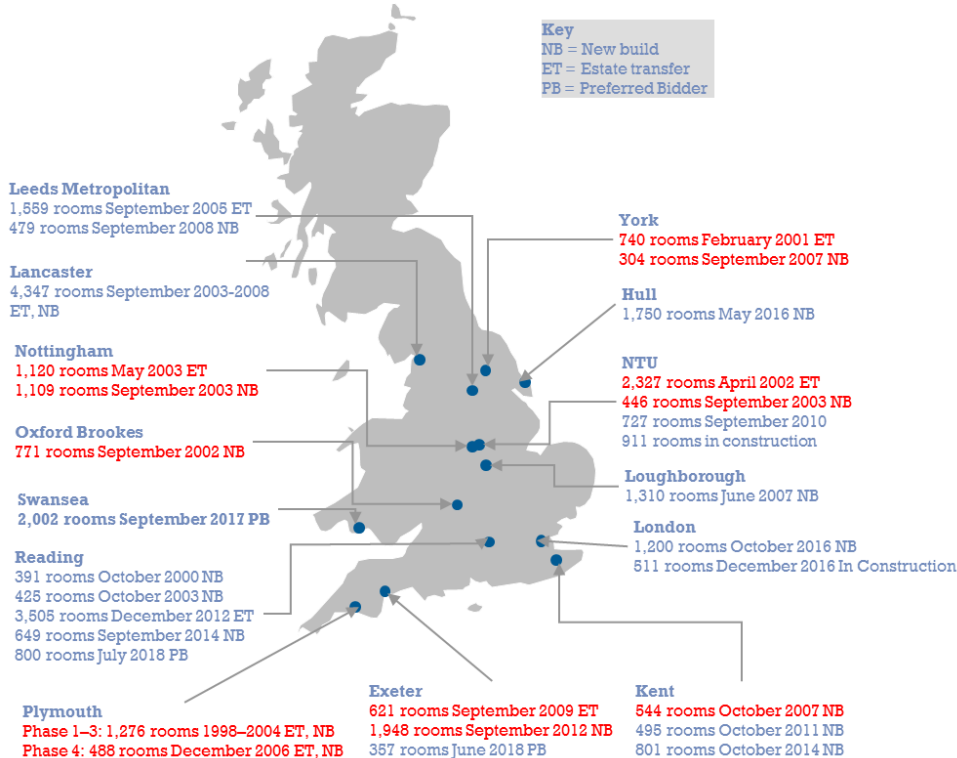 Key
NB = New build
ET = Estate transfer
PB = Preferred Bidder
Leeds Metropolitan
1,559 rooms September 2005 ET
479 rooms September 2008 NB
Lancaster
4,347 rooms September 2003-2008
ET, NB
Nottingham
1,120 rooms May 2003 ET
1,109 rooms September 2003 NB
Oxford Brookes
771 rooms September 2002 NB
Swansea
2,002 rooms September 2017 PB
Reading
391 rooms October 2000 NB
425 rooms October 2003 NB
3,505 rooms December 2012 ET
649 rooms September 2014 NB
800 rooms July 2018 PB
Plymouth
Phase 1–3: 1,276 rooms 1998–2004 ET, NB
Phase 4: 488 rooms December 2006 ET, NB
Exeter
621 rooms September 2009 ET
1,948 rooms September 2012 NB
357 rooms June 2018 PB
York
740 rooms February 2001 ET
304 rooms September 2007 NB
Hull
1,750 rooms May 2016 NB
NTU
2,327 rooms April 2002 ET
446 rooms September 2003 NB
727 rooms September 2010
911 rooms in construction
Loughborough
1,310 rooms June 2007 NB
London
1,200 rooms October 2016 NB
511 rooms December 2016 In Construction
Kent
544 rooms October 2007 NB
495 rooms October 2011 NB
801 rooms October 2014 NB